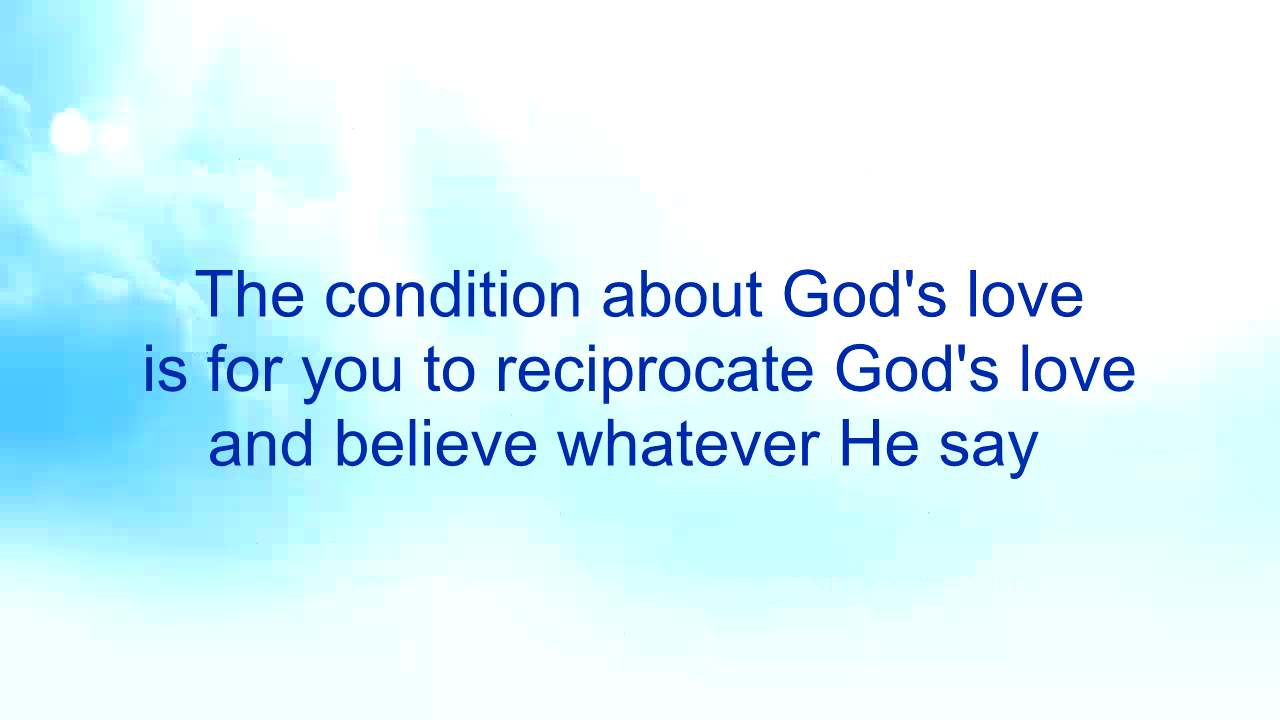 The condition about God's love
is for you to reciprocate God's love
and believe whatever He say